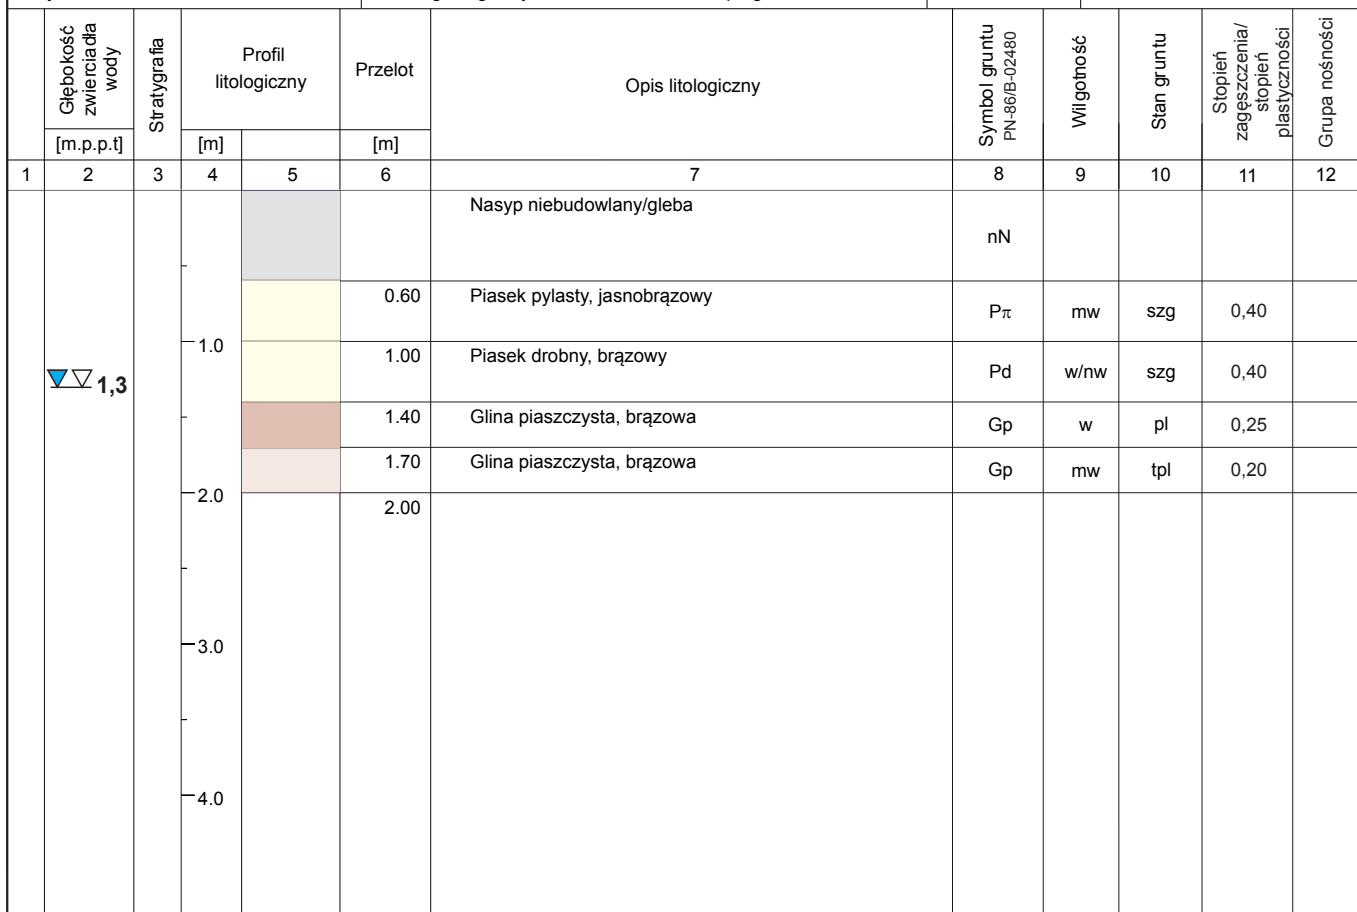 Głębokość
zwierciadła
wody
[m.p.p.t]
Stratygrafia
Profil
litologiczny
[m]
Przelot
[m]
Opis litologiczny
Symbol gruntu
PN-86/B-02480
Wilgotność
Stan gruntu
Stopień
zagęszczenia/
stopień
plastyczności
Grupa nośności
1 2 3 4 5 6 7 8 9 10 11 12
Nasyp niebudowlany/gleba
nN
0.60 Piasek pylasty, jasnobrązowy Pπ mw szg 0,40
1.0
1.00 Piasek drobny, brązowy Pd w/nw szg 0,40
1,3
1.40 Glina piaszczysta, brązowa Gp w pl 0,25
1.70 Glina piaszczysta, brązowa Gp mw tpl 0,20
2.0
2.00
3.0
4.0